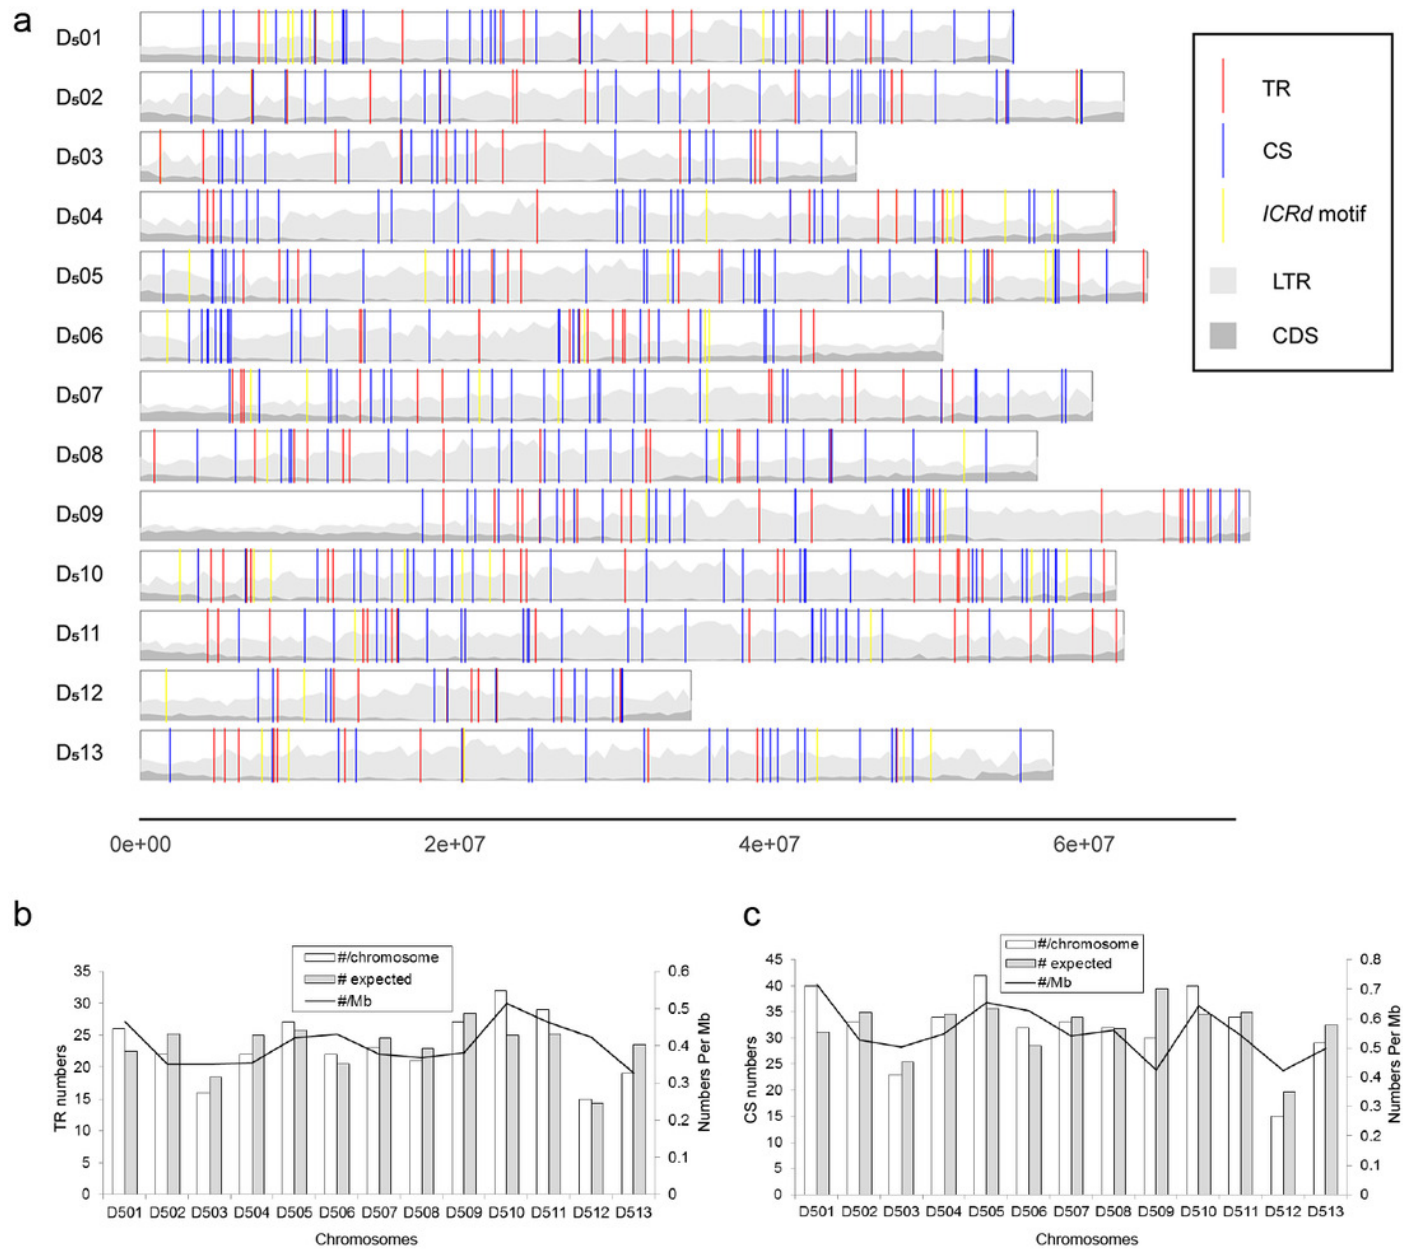 a
D₅01
D₅02
D₅03
D₅04
D₅05
D₅06
D₅07
D₅08
D₅09
D₅10
D₅11
D₅12
D₅13
TR
CS
ICRd motif
LTR
CDS
0e+00 2e+07 4e+07 6e+07
b
#/chromosome
# expected
#/Mb
TR numbers
35
30
25
20
15
10
5
0
0.6
0.5
0.4
0.3
0.2
0.1
0
Numbers Per Mb
D501 D502 D503 D504 D505 D506 D507 D508 D509 D510 D511 D512 D513
Chromosomes
c
#/chromosome
# expected
#/Mb
CS numbers
45
40
35
30
25
20
15
10
5
0
0.8
0.7
0.6
0.5
0.4
0.3
0.2
0.1
0
Numbers Per Mb
D501 D502 D503 D504 D505 D506 D507 D508 D509 D510 D511 D512 D513
Chromosomes